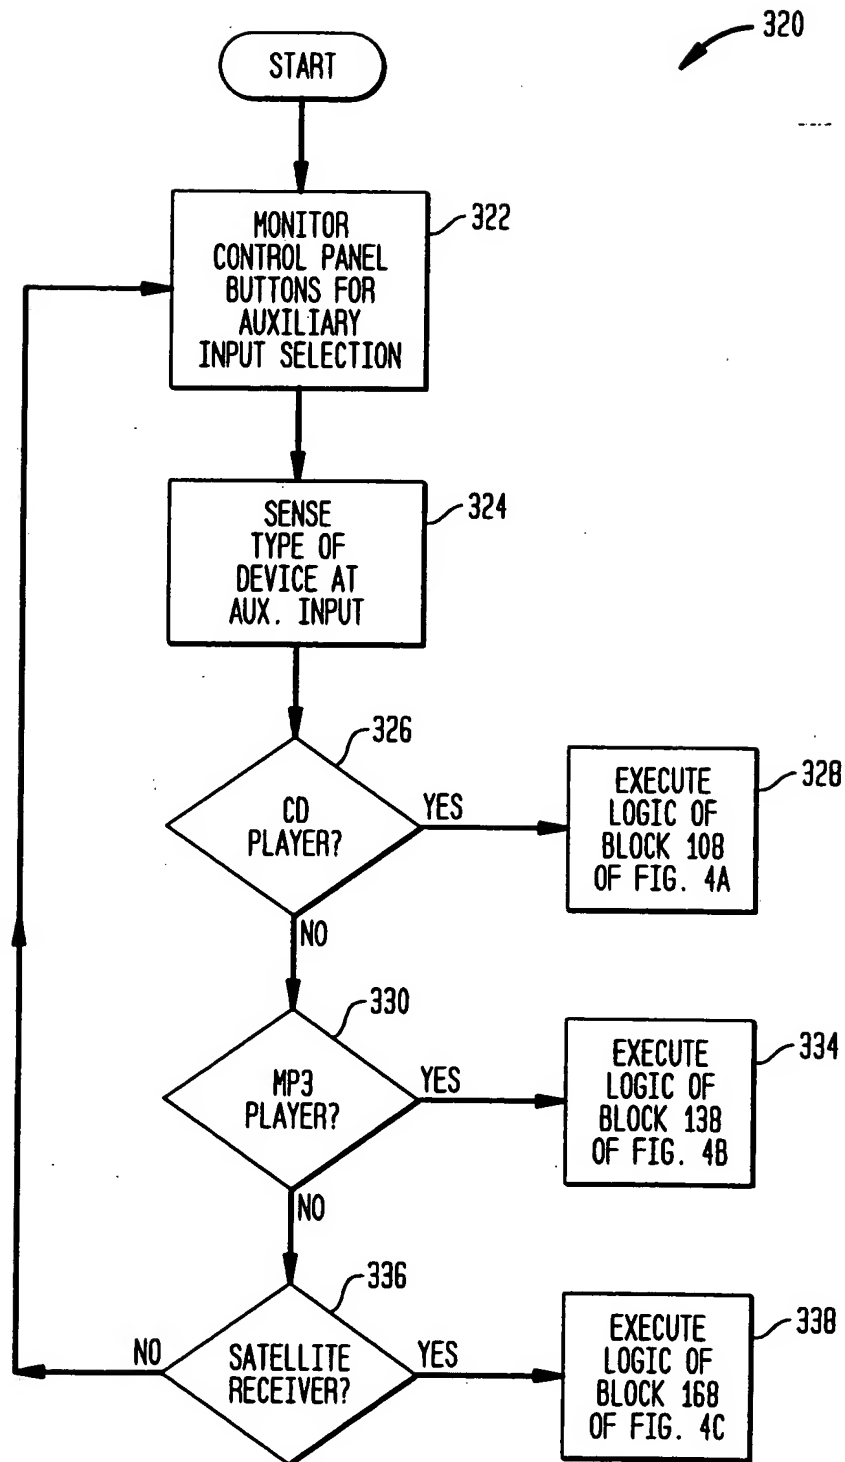 320
START
MONITOR
CONTROL PANEL
BUTTONS FOR
AUXILIARY
INPUT SELECTION
322
SENSE
TYPE OF
DEVICE AT
AUX. INPUT
324
326
CD
PLAYER?
YES
EXECUTE
LOGIC OF
BLOCK 108
OF FIG. 4A
328
NO
330
MP3
PLAYER?
YES
EXECUTE
LOGIC OF
BLOCK 138
OF FIG. 4B
334
NO
336
NO
SATELLITE
RECEIVER?
YES
EXECUTE
LOGIC OF
BLOCK 168
OF FIG. 4C
338